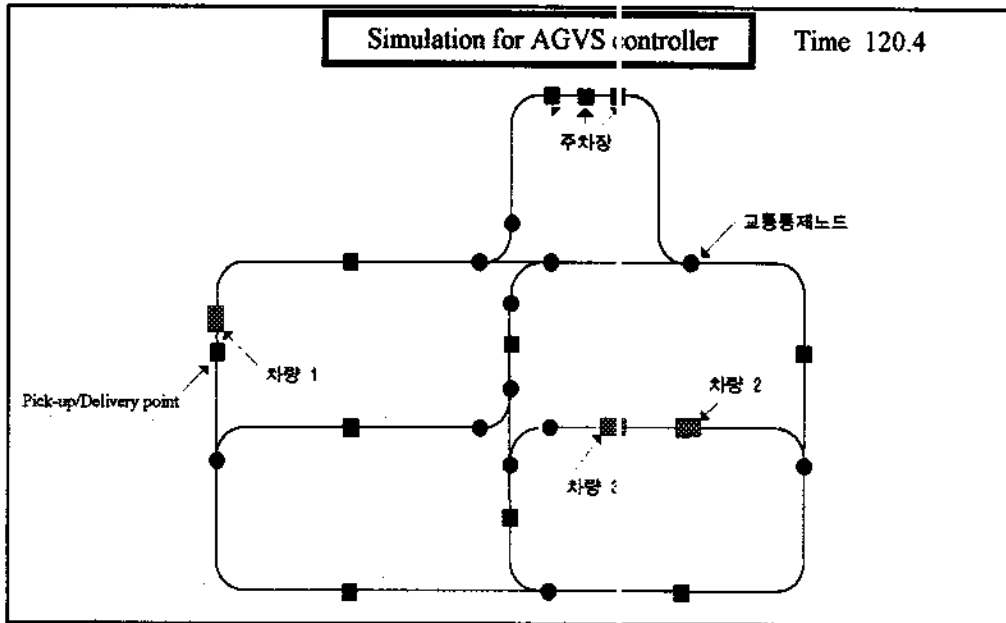 Simulation for AGVS controller
Time 120.4
주차장
교통통제노드
차량 1
Pick-up/Delivery point
차량 2
차량 3